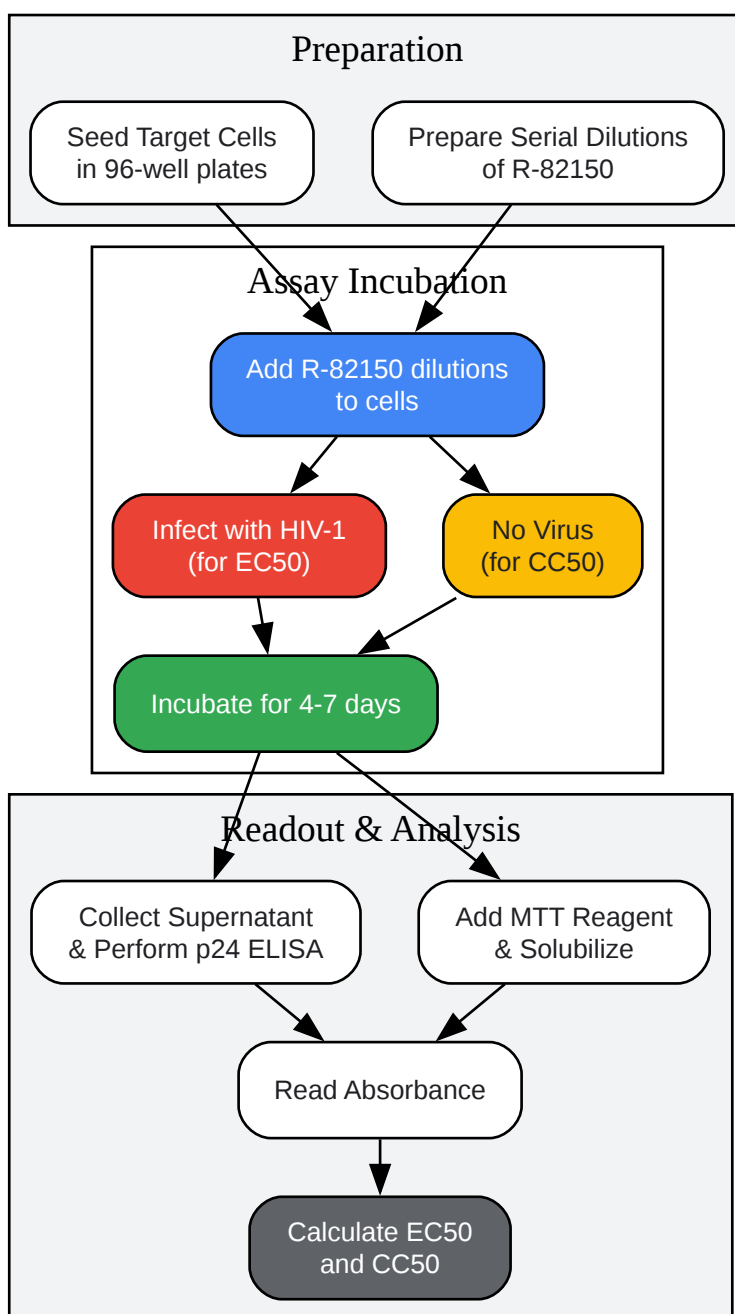 Preparation
Seed Target Cells
in 96-well plates
Prepare Serial Dilutions
of R-82150
Assay Incubation
Add R-82150 dilutions
to cells
Infect with HIV-1
(for EC50)
No Virus
(for CC50)
Incubate for 4-7 days
Readout & Analysis
Collect Supernatant
& Perform p24 ELISA
Add MTT Reagent
& Solubilize
Read Absorbance
Calculate EC50
and CC50